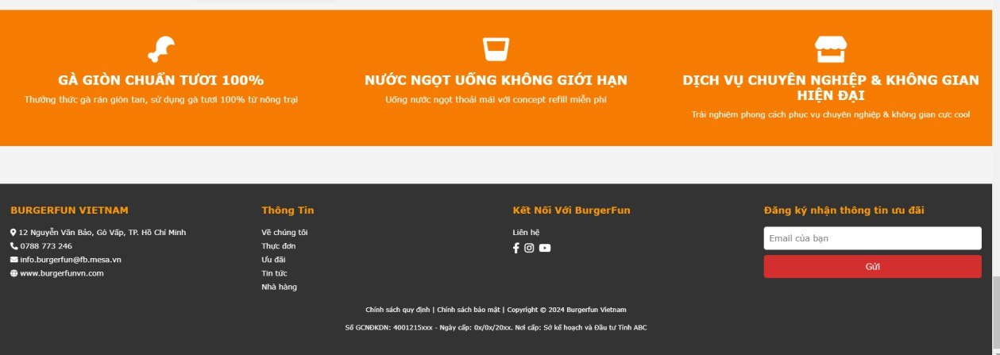 GÀ GIÒN CHUẨN TƯƠI 100%
Thưởng thức gà rán giòn tan, sử dụng gà tươi 100% từ nông trại
NƯỚC NGỌT UỐNG KHÔNG GIỚI HẠN
Uống nước ngọt thoải mái với concept refill miễn phí
DỊCH VỤ CHUYÊN NGHIỆP & KHÔNG GIAN
HIỆN ĐẠI
Trải nghiệm phong cách phục vụ chuyên nghiệp & không gian cực cool
BURGERFUN VIETNAM
12 Nguyễn Văn Bảo, Gò Vấp, TP. Hồ Chí Minh
0788 773 246
info.burgerfun@fb.mesa.vn
www.burgerfunvn.com
Thông Tin
Về chúng tôi
Thực đơn
Ưu đãi
Tin tức
Nhà hàng
Kết Nối Với BurgerFun
Liên hệ
Đăng ký nhận thông tin ưu đãi
Email của bạn
Gửi
Chính sách quy định | Chính sách bảo mật | Copyright © 2024 Burgerfun Vietnam
Số GCNĐKDN: 4001215xxx - Ngày cấp: 0x/0x/20xx. Nơi cấp: Sở kế hoạch và Đầu tư Tỉnh ABC